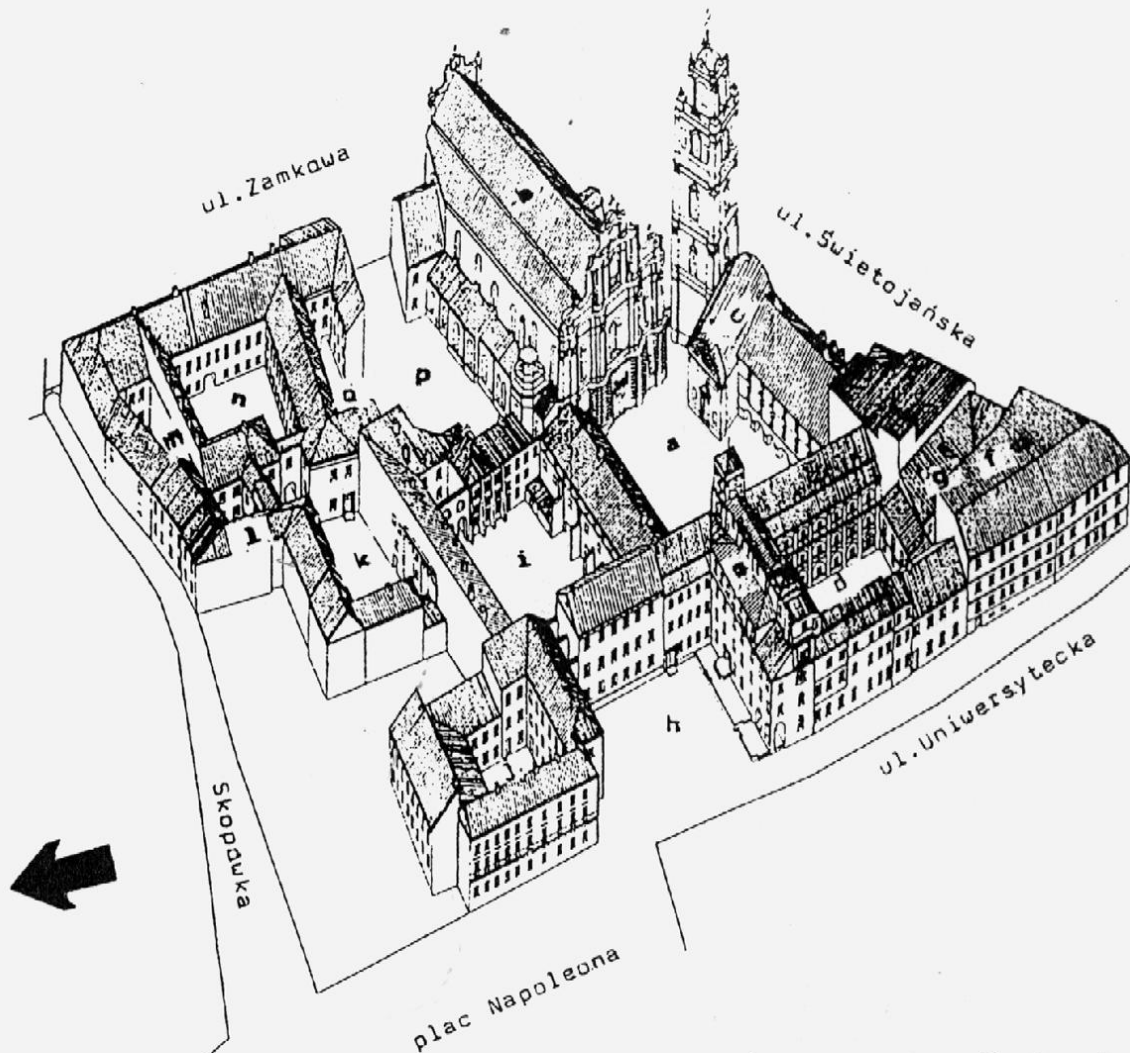 ul.Zamkowa
ul.Świetojańska
b
c
n
p
o
m
a
g
f
e
l
k
i
d
h
j
ul.Uniwersytecka
Skopówka
plac Napoleona